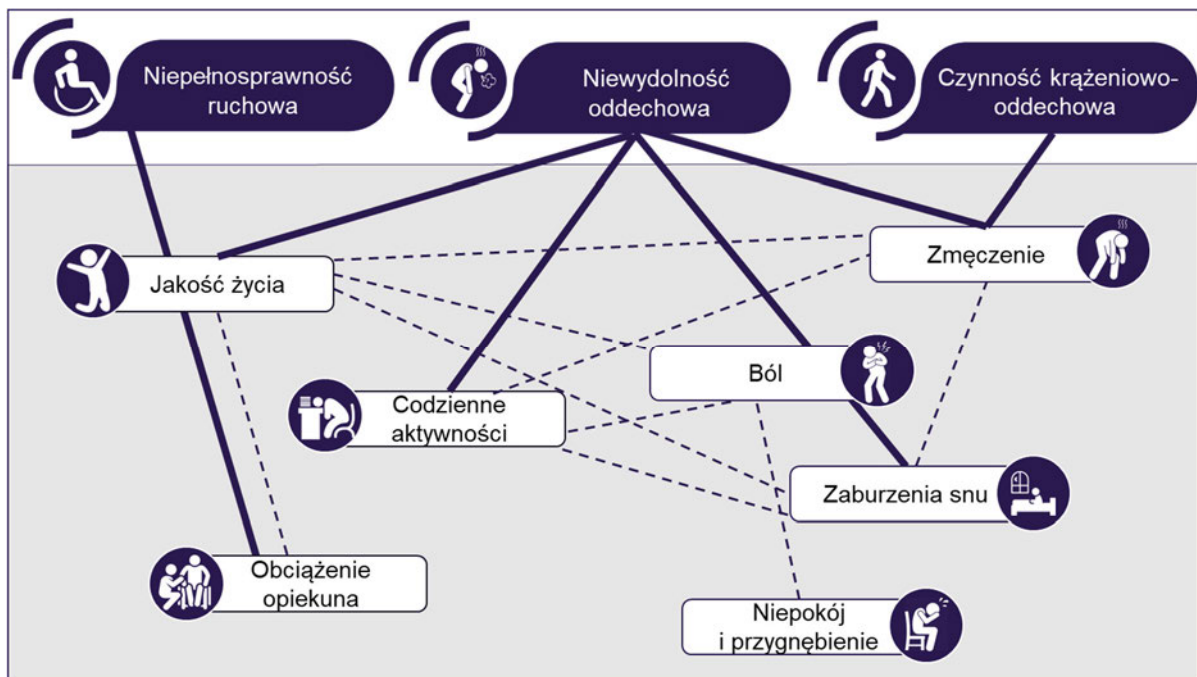 Niepełnosprawność
ruchowa
Niewydolność
oddechowa
Czynność krążeniowo-
oddechowa
Jakość życia
Zmęczenie
Ból
Codzienne
aktywności
Zaburzenia snu
Obciążenie
opiekuna
Niepokój
i przygnębienie